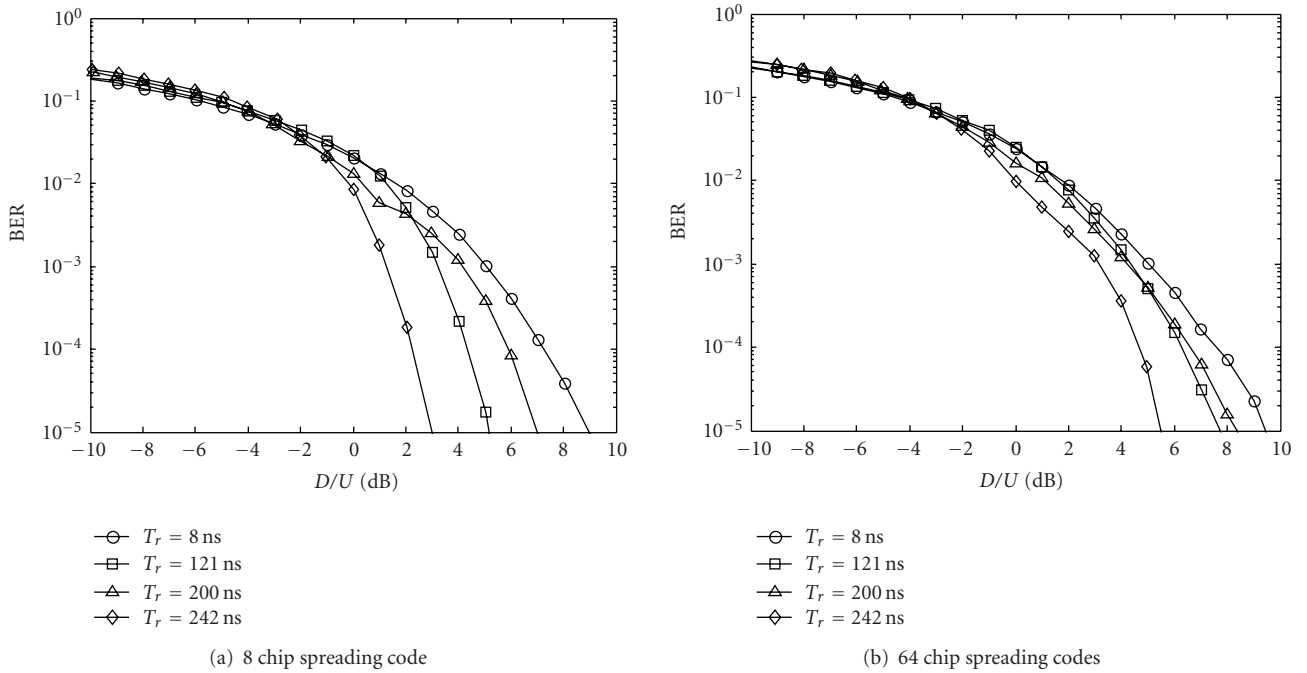 10^0
10^−1
10^−2
10^−3
10^−4
10^−5
BER
−10 −8 −6 −4 −2 0 2 4 6 8 10
D/U (dB)
T_r = 8 ns
T_r = 121 ns
T_r = 200 ns
T_r = 242 ns
(a) 8 chip spreading code
10^0
10^−1
10^−2
10^−3
10^−4
10^−5
BER
−10 −8 −6 −4 −2 0 2 4 6 8 10
D/U (dB)
T_r = 8 ns
T_r = 121 ns
T_r = 200 ns
T_r = 242 ns
(b) 64 chip spreading codes